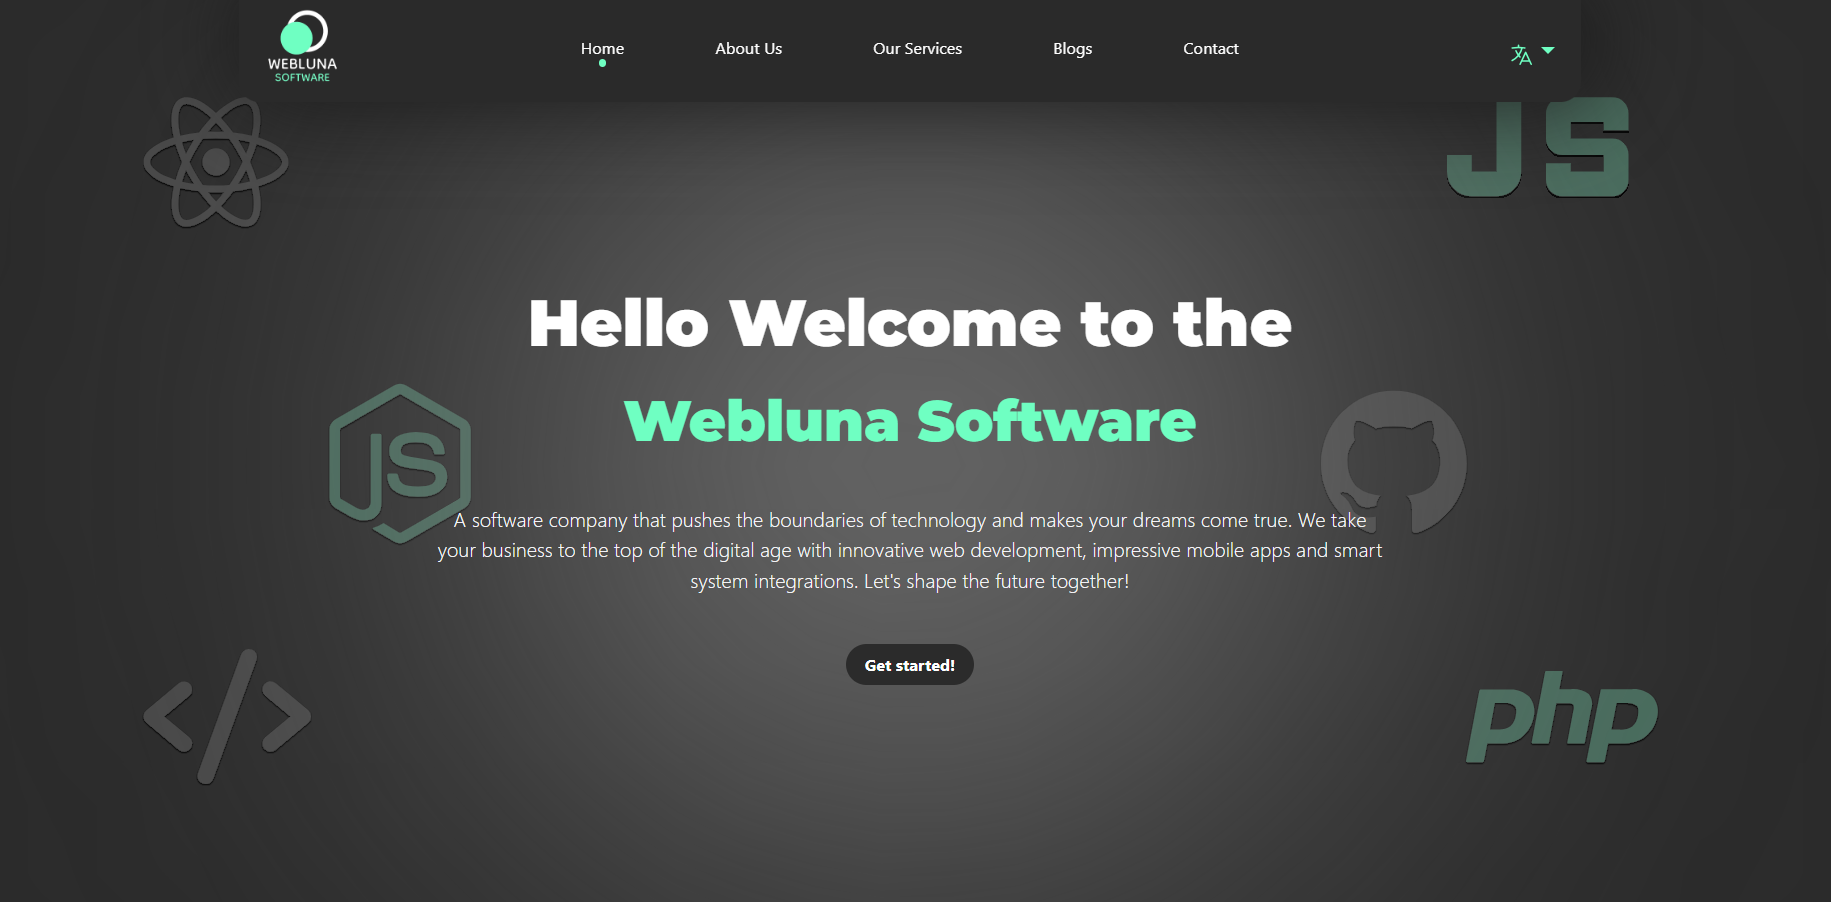 WEBLUNA
SOFTWARE
Home
About Us
Our Services
Blogs
Contact
文A
JS
Hello Welcome to the
Webluna Software
JS
A software company that pushes the boundaries of technology and makes your dreams come true. We take
your business to the top of the digital age with innovative web development, impressive mobile apps and smart
system integrations. Let's shape the future together!
Get started!
</>
php